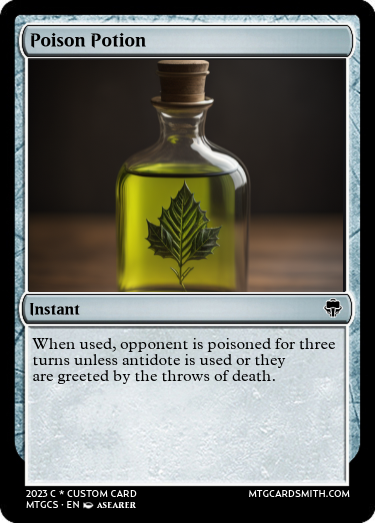 Poison Potion
Instant
When used, opponent is poisoned for three
turns unless antidote is used or they
are greeted by the throws of death.
2023 C * CUSTOM CARD
MTGCARDSMITH.COM
MTGCS · EN ASEARER